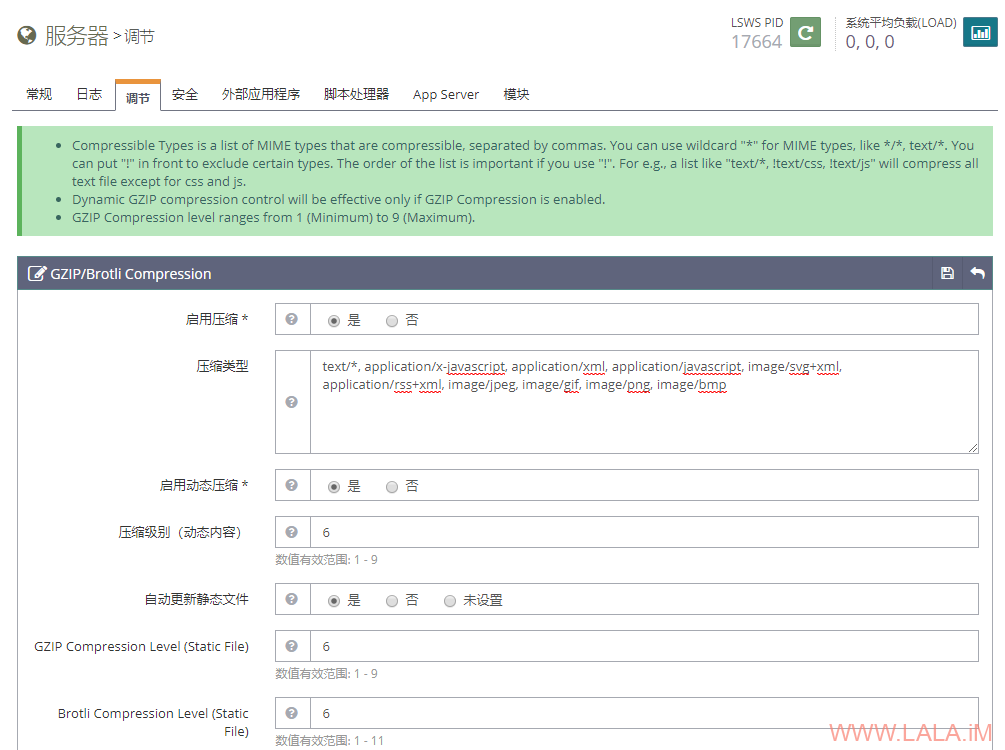 服务器 > 调节
LSWS PID
17664
系统平均负载(LOAD)
0, 0, 0
常规 日志 调节 安全 外部应用程序 脚本处理器 App Server 模块
Compressible Types is a list of MIME types that are compressible, separated by commas. You can use wildcard "*" for MIME types, like */*, text/*. You
can put "!" in front to exclude certain types. The order of the list is important if you use "!". For e.g., a list like "text/*, !text/css, !text/js" will compress all
text file except for css and js.
Dynamic GZIP compression control will be effective only if GZIP Compression is enabled.
GZIP Compression level ranges from 1 (Minimum) to 9 (Maximum).
GZIP/Brotli Compression
启用压缩 * 是 否
压缩类型
text/*, application/x-javascript, application/xml, application/javascript, image/svg+xml,
application/rss+xml, image/jpeg, image/gif, image/png, image/bmp
启用动态压缩 * 是 否
压缩级别（动态内容） 6
数值有效范围: 1 - 9
自动更新静态文件 是 否 未设置
GZIP Compression Level (Static File) 6
数值有效范围: 1 - 9
Brotli Compression Level (Static 6
File)
数值有效范围: 1 - 11
WWW.LALA.iM